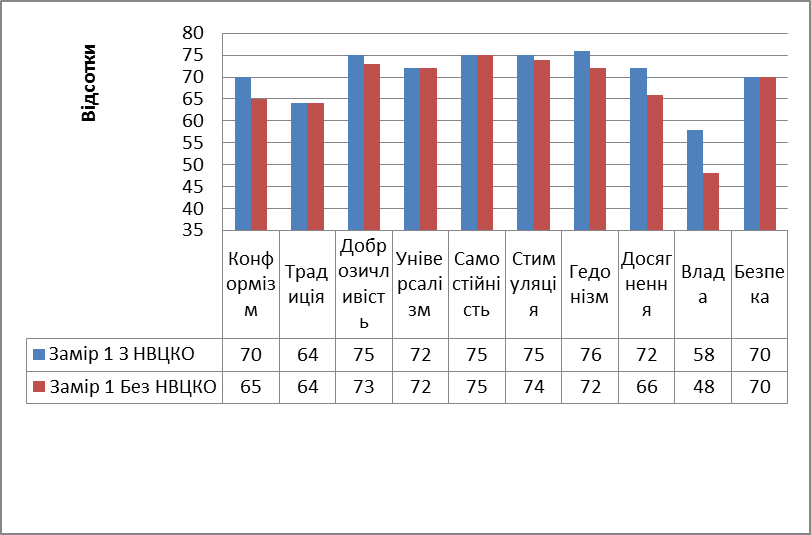 Відсотки
80
75
70
65
60
55
50
45
40
35
Конф
ормізм
м
Трад
иція
Добр
озичл
ивіст
ь
Уніве
рсалі
зм
Само
стійні
сть
Стим
уляці
я
Гедо
нізм
Досяг
ненн
я
Влад
а
Безпе
ка
Замір 1 З НВЦКО 70 64 75 72 75 75 76 72 58 70
Замір 1 Без НВЦКО 65 64 73 72 75 74 72 66 48 70